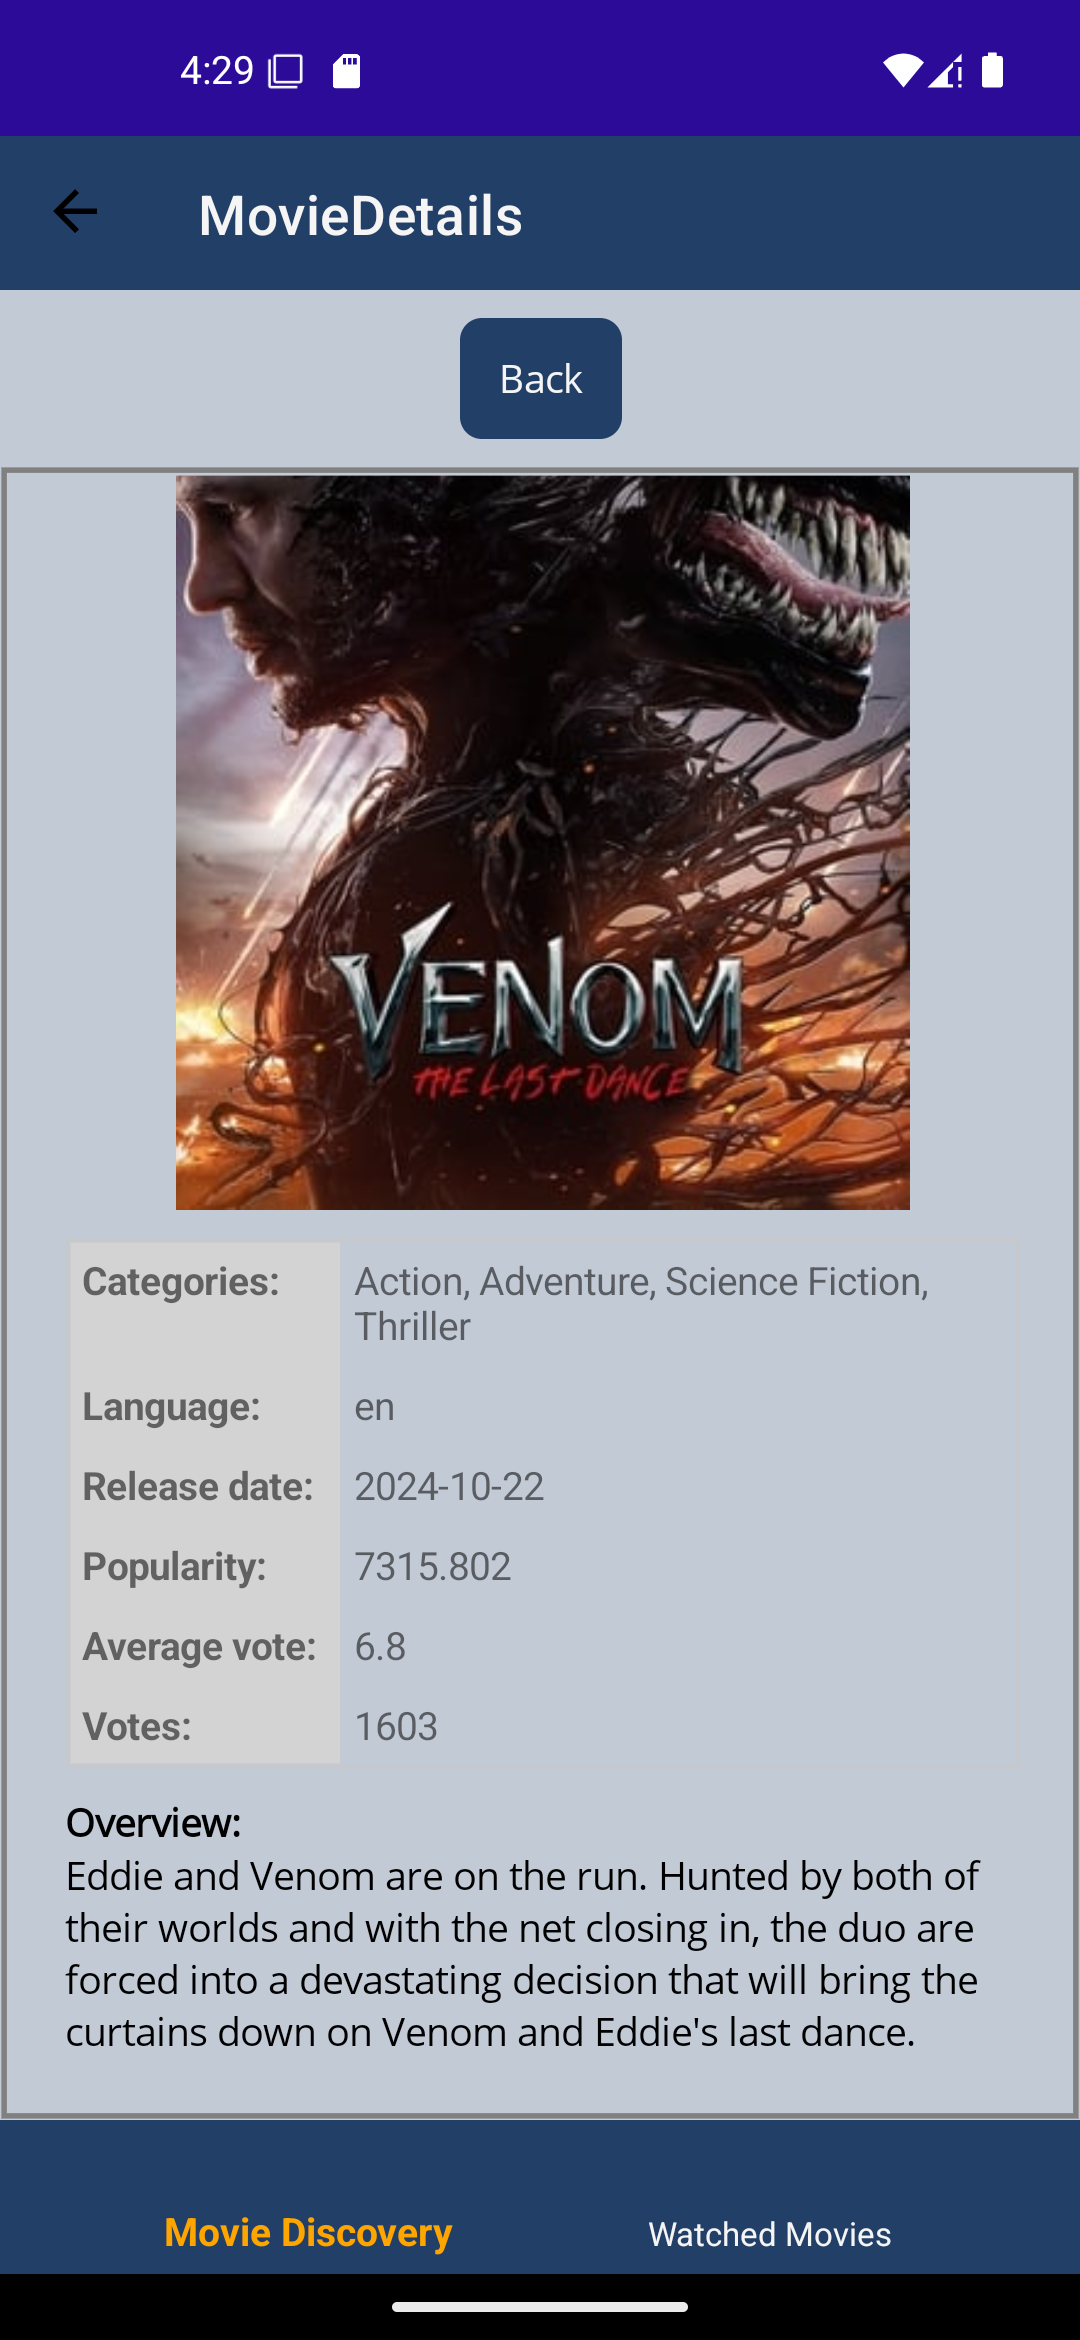 4:29
MovieDetails
Back
VENOM
THE LAST DANCE
Categories: Action, Adventure, Science Fiction,
Thriller
Language: en
Release date: 2024-10-22
Popularity: 7315.802
Average vote: 6.8
Votes: 1603
Overview:
Eddie and Venom are on the run. Hunted by both of
their worlds and with the net closing in, the duo are
forced into a devastating decision that will bring the
curtains down on Venom and Eddie's last dance.
Movie Discovery Watched Movies